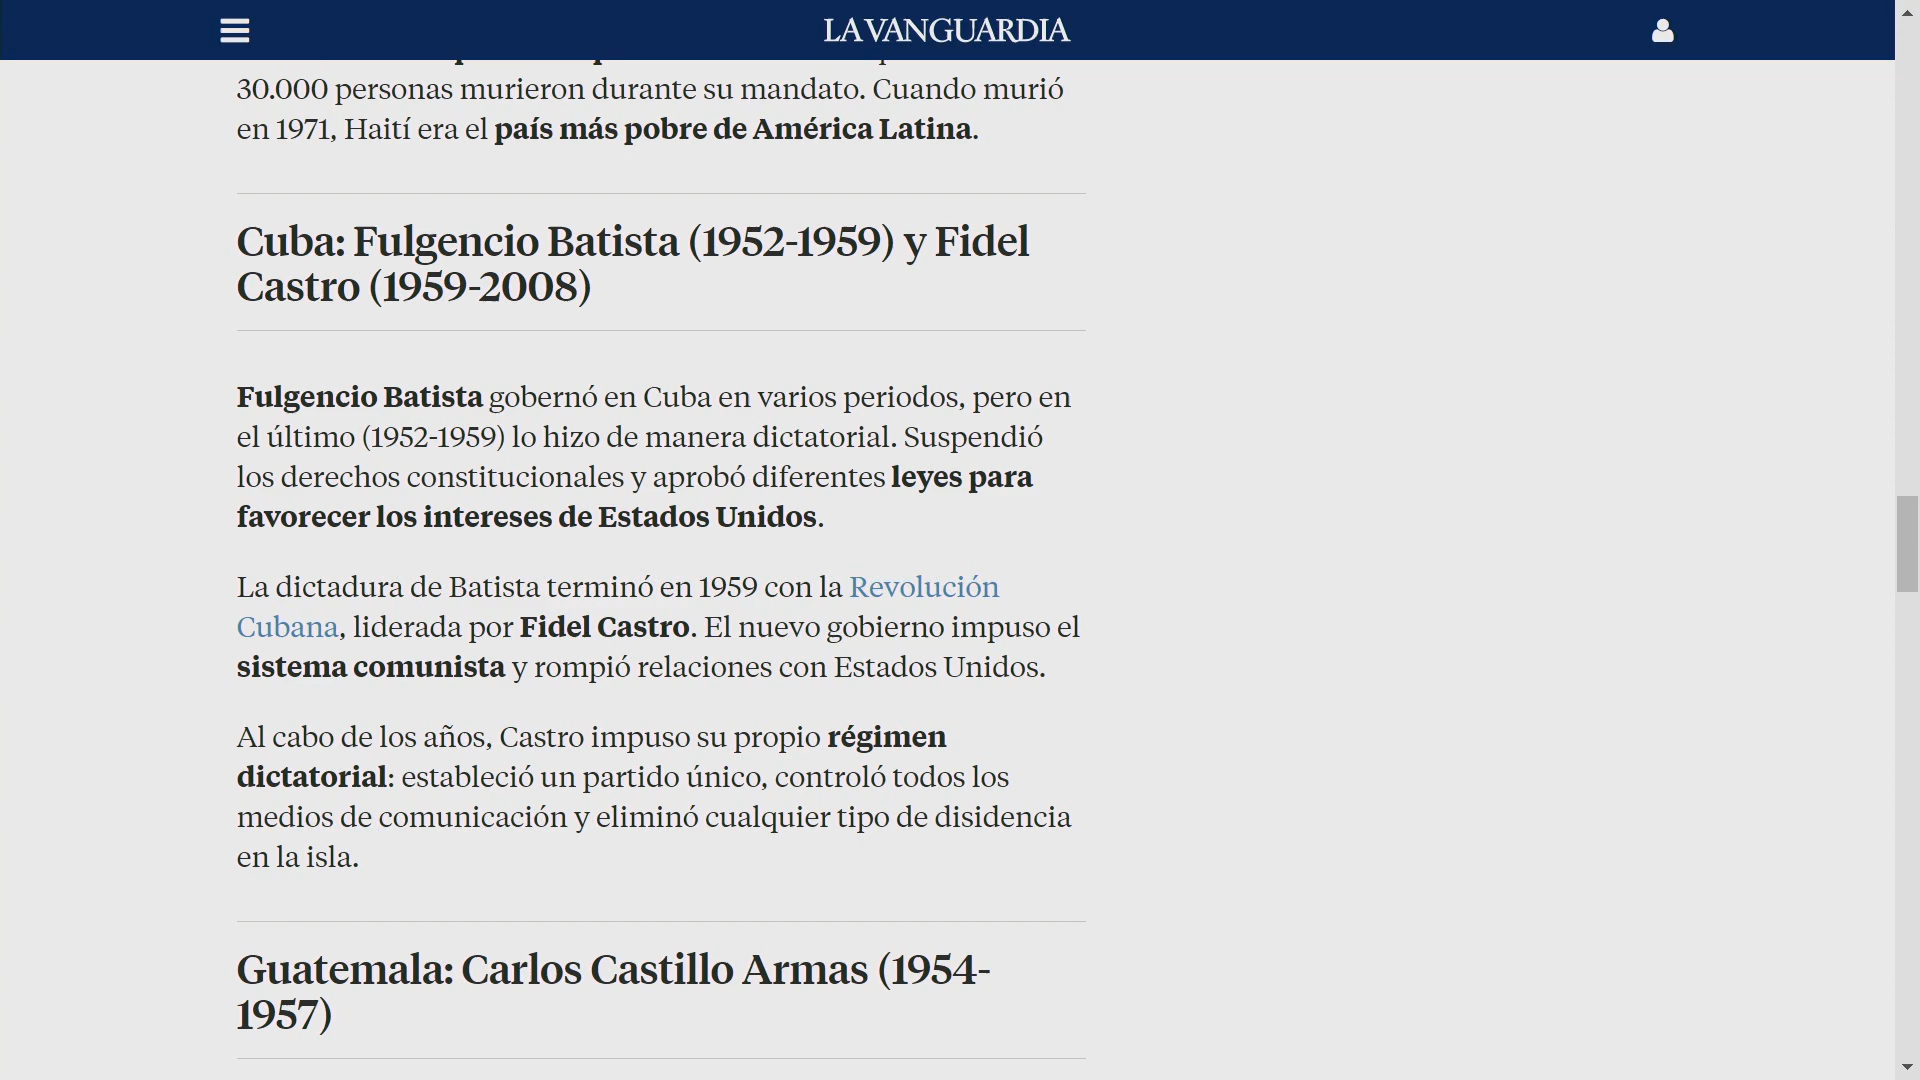 LA VANGUARDIA
30.000 personas murieron durante su mandato. Cuando murió
en 1971, Haití era el país más pobre de América Latina.
Cuba: Fulgencio Batista (1952-1959) y Fidel
Castro (1959-2008)
Fulgencio Batista gobernó en Cuba en varios periodos, pero en
el último (1952-1959) lo hizo de manera dictatorial. Suspendió
los derechos constitucionales y aprobó diferentes leyes para
favorecer los intereses de Estados Unidos.
La dictadura de Batista terminó en 1959 con la Revolución
Cubana, liderada por Fidel Castro. El nuevo gobierno impuso el
sistema comunista y rompió relaciones con Estados Unidos.
Al cabo de los años, Castro impuso su propio régimen
dictatorial: estableció un partido único, controló todos los
medios de comunicación y eliminó cualquier tipo de disidencia
en la isla.
Guatemala: Carlos Castillo Armas (1954-
1957)